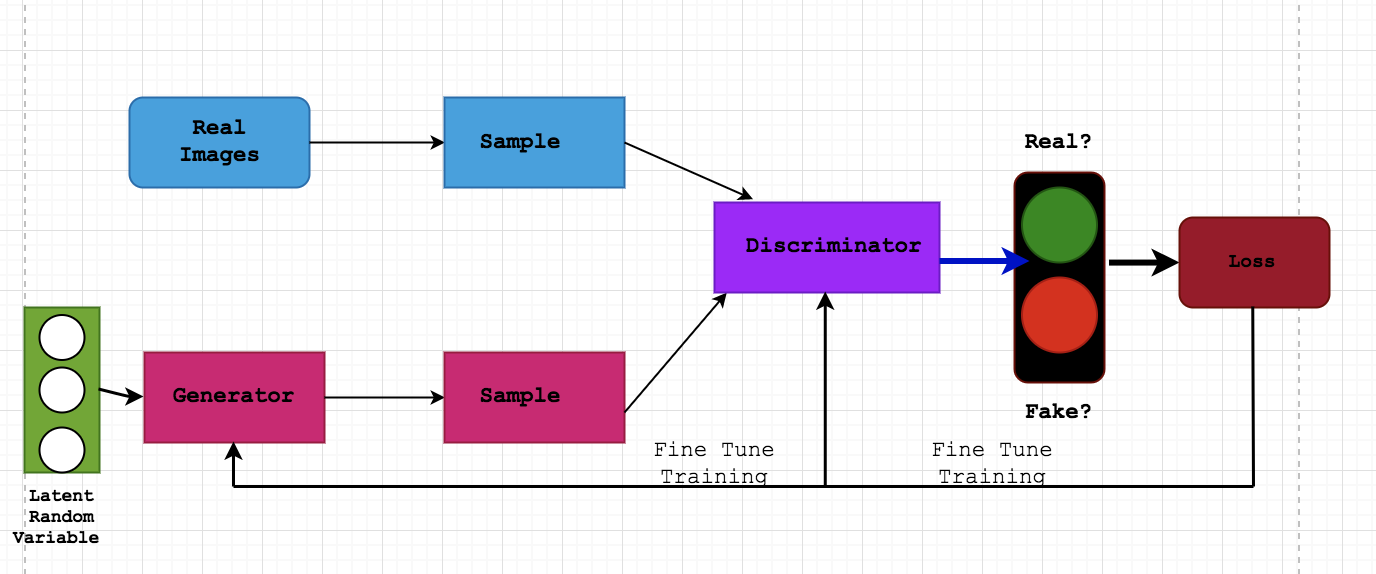 Real
Images
Sample
Real?
Discriminator
Loss
Generator
Sample
Fake?
Fine Tune
Training
Fine Tune
Training
Latent
Random
Variable